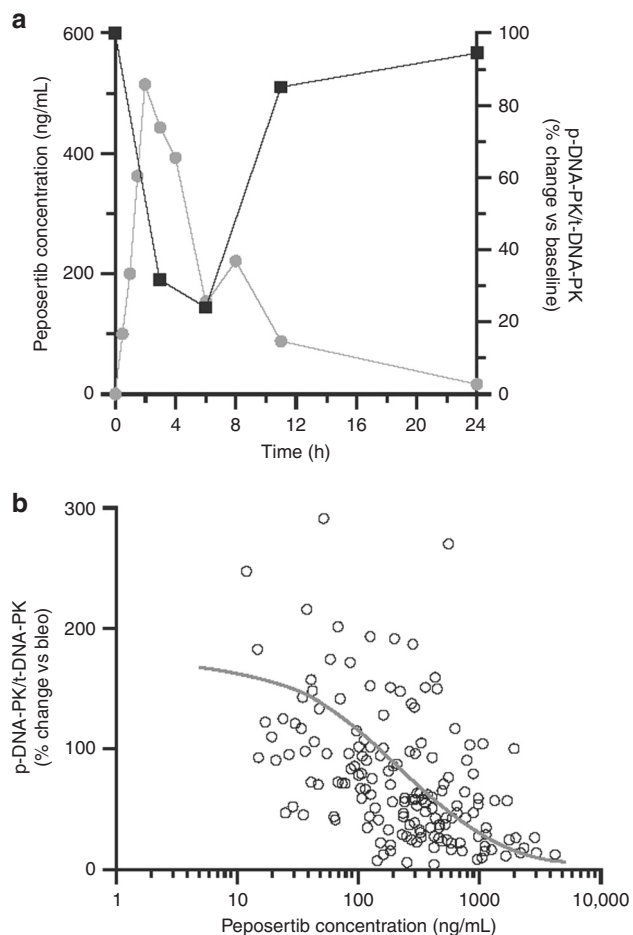 a
Peposertib concentration (ng/mL)
600
400
200
0
100
80
60
40
20
0
p-DNA-PK/t-DNA-PK
(% change vs baseline)
0 4 8 12 16 20 24
Time (h)
b
p-DNA-PK/t-DNA-PK
(% change vs bleo)
300
200
100
0
1 10 100 1000 10,000
Peposertib concentration (ng/mL)